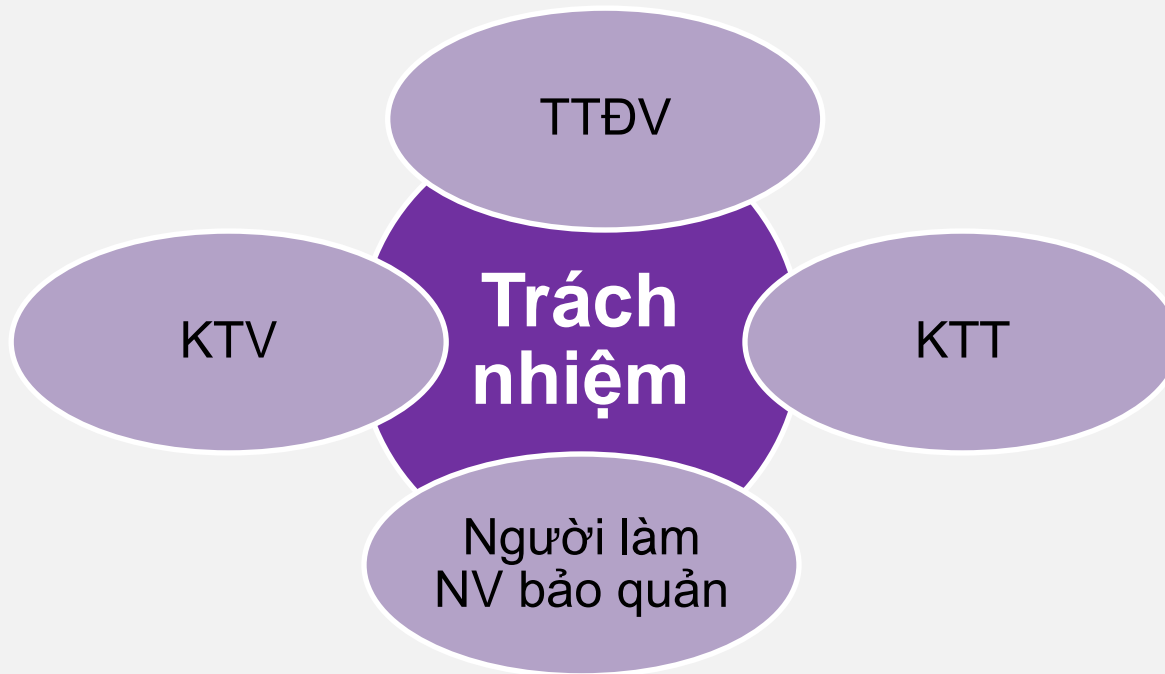 TTĐV
KTV
Trách
nhiệm
KTT
Người làm
NV bảo quản